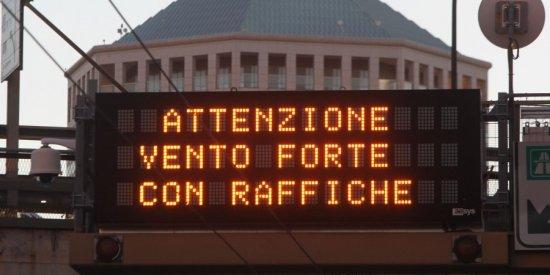 ATTENZIONE
VENTO FORTE
CON RAFFICHE